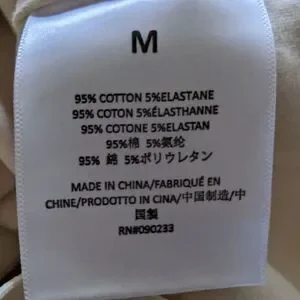 M
95% COTTON 5%ELASTANE
95% COTON 5%ÉLASTHANNE
95% COTONE 5%ELASTAN
95%棉 5%氨纶
95% 綿 5%ポリウレタン
MADE IN CHINA/FABRIQUÉ EN
CHINE/PRODOTTO IN CINA/中国制造/中
国製
RN#090233